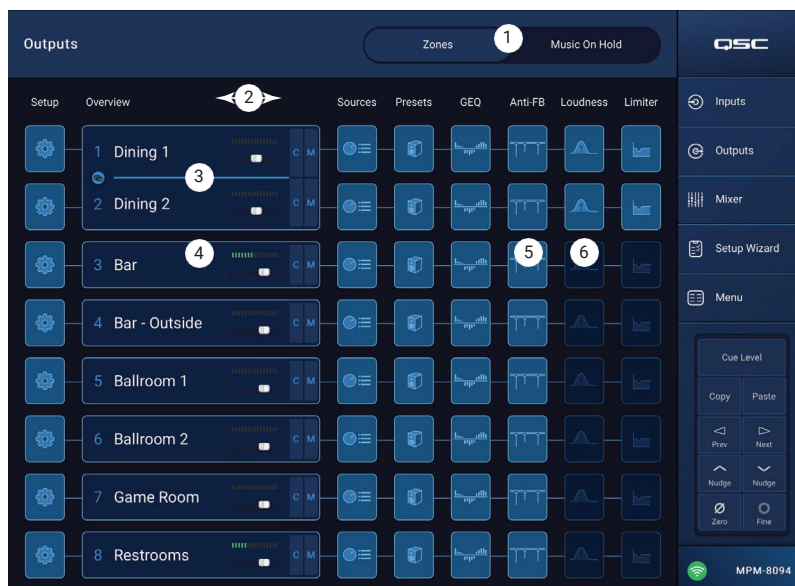 Outputs
Zones
1
Music On Hold
QSC
Setup
Overview
2
Sources
Presets
GEQ
Anti-FB
Loudness
Limiter
1 Dining 1 C M
3
2 Dining 2 C M
3 Bar 4 C M
5
6
4 Bar - Outside C M
5 Ballroom 1 C M
6 Ballroom 2 C M
7 Game Room C M
8 Restrooms C M
Inputs
Outputs
Mixer
Setup Wizard
Menu
Cue Level
Copy Paste
Prev Next
Nudge Nudge
Zero Fine
MPM-8094